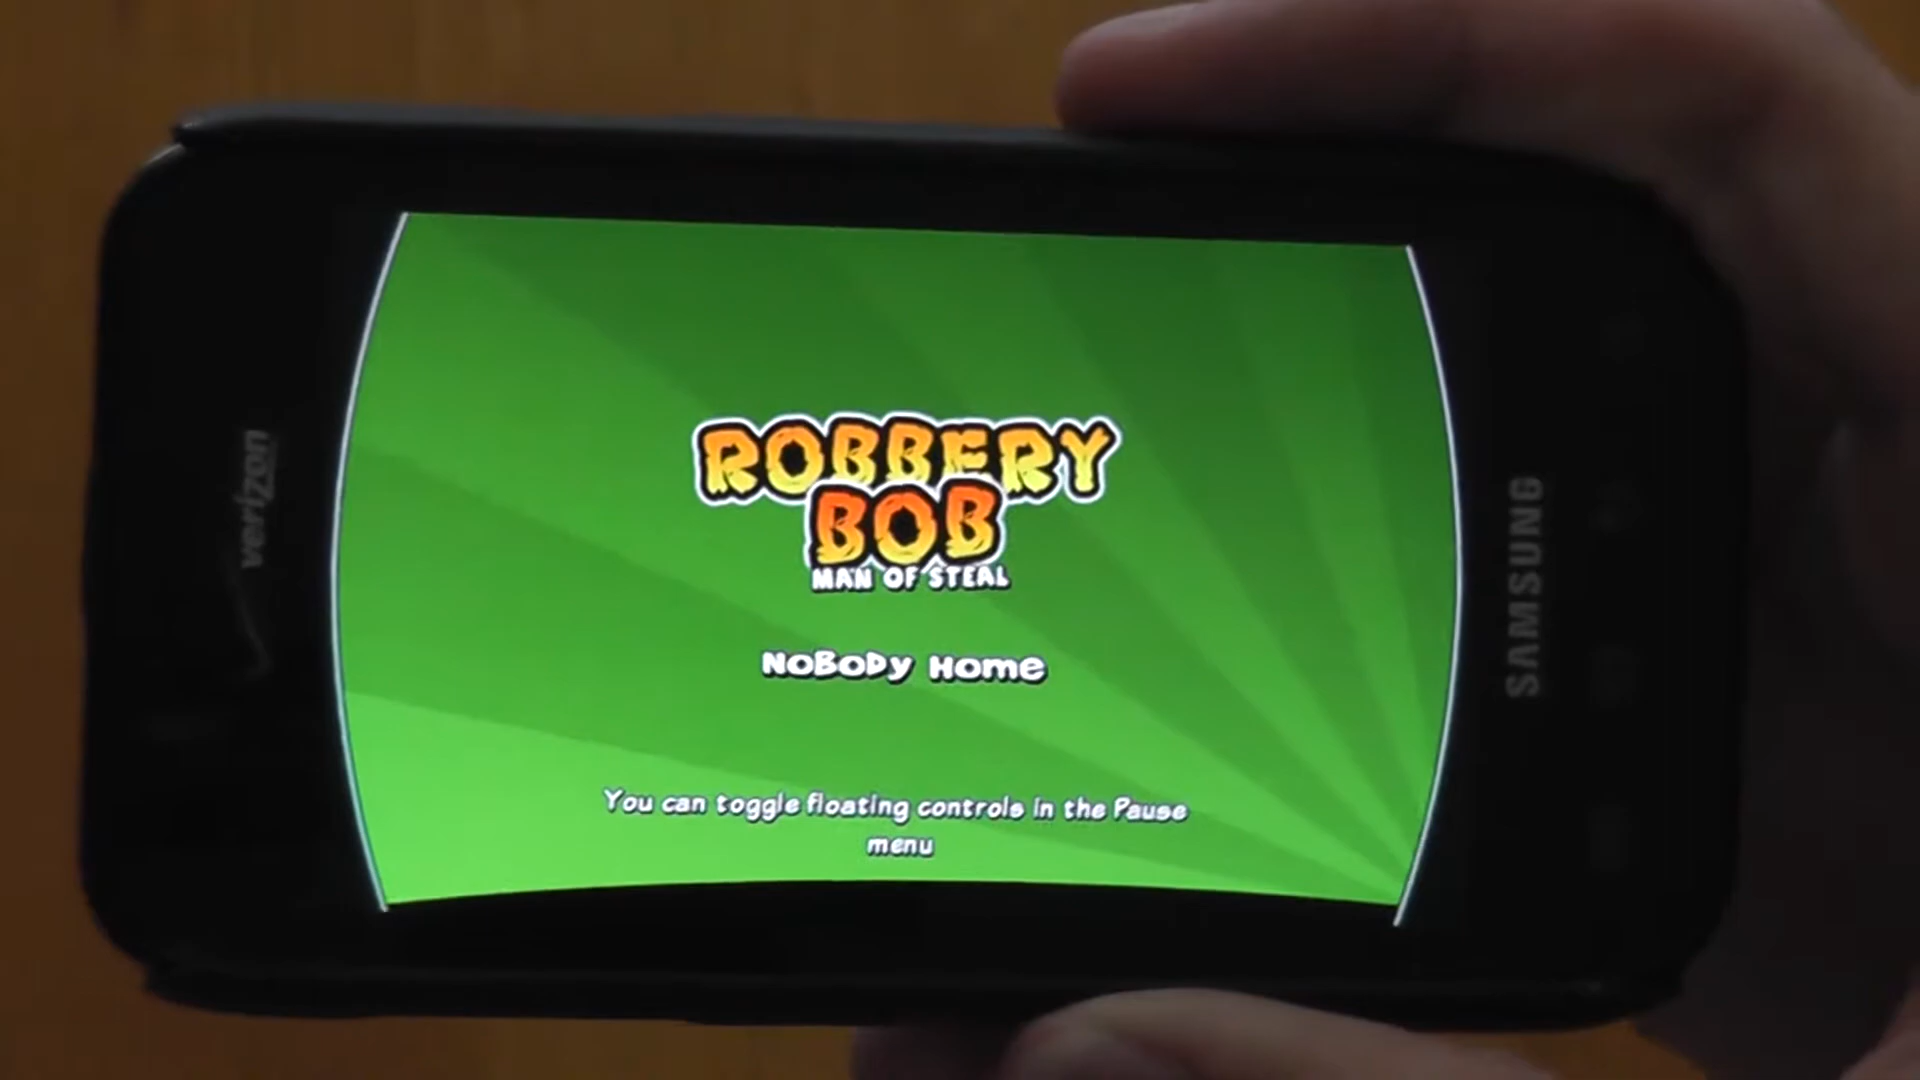 verizon
ROBBERY
BOB
MAN OF STEAL
NoBoDy Home
You can toggle floating controls in the Pause
menu
SAMSUNG